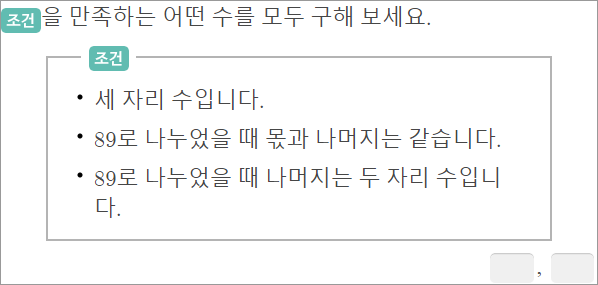 조건을 만족하는 어떤 수를 모두 구해 보세요.
조건
• 세 자리 수입니다.
• 89로 나누었을 때 몫과 나머지는 같습니다.
• 89로 나누었을 때 나머지는 두 자리 수입니
다.
,